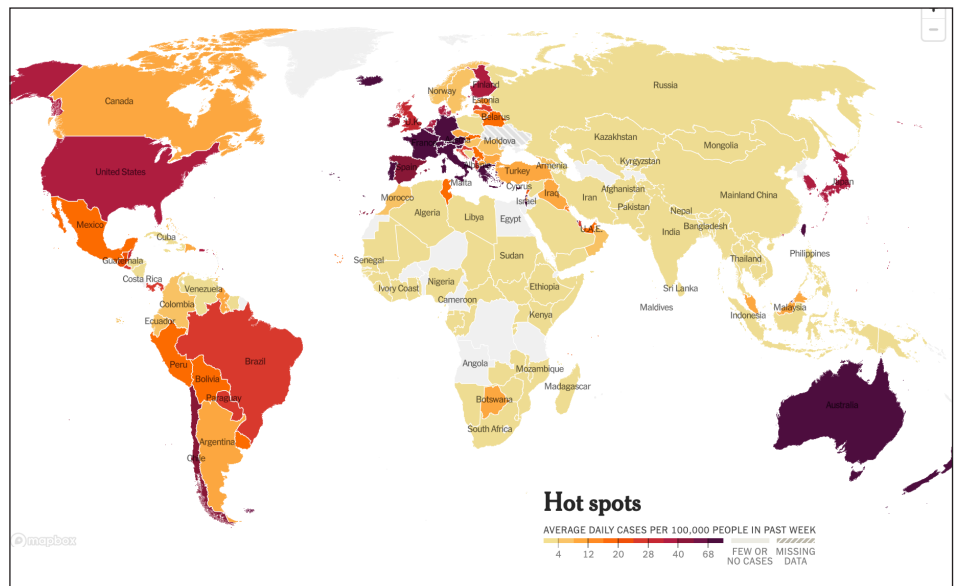 Russia
Canada
Norway
Finland
Estonia
U.K.
Belarus
Kazakhstan
Mongolia
France
Moldova
Kyrgyzstan
United States
Spain
Turkey
Armenia
Japan
Malta
Cyprus
Afghanistan
Mainland China
Morocco
Israel
Iraq
Iran
Pakistan
Mexico
Algeria
Libya
Egypt
Nepal
Bangladesh
Cuba
U.A.E.
India
Guatemala
Senegal
Sudan
Thailand
Philippines
Costa Rica
Venezuela
Ivory Coast
Nigeria
Ethiopia
Sri Lanka
Colombia
Cameroon
Maldives
Malaysia
Ecuador
Kenya
Indonesia
Peru
Brazil
Angola
Bolivia
Mozambique
Paraguay
Botswana
Madagascar
Australia
South Africa
Argentina
Chile
Hot spots
AVERAGE DAILY CASES PER 100,000 PEOPLE IN PAST WEEK
4 12 20 28 40 68
FEW OR
NO CASES
MISSING
DATA
mapbox